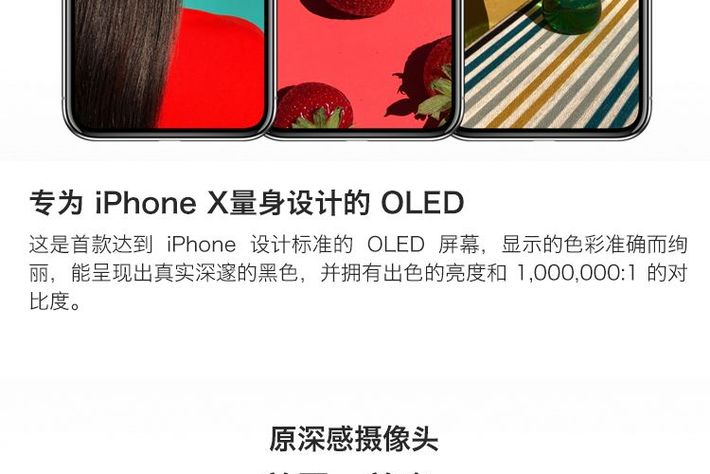 专为 iPhone X量身设计的 OLED
这是首款达到 iPhone 设计标准的 OLED 屏幕，显示的色彩准确而绚
丽，能呈现出真实深邃的黑色，并拥有出色的亮度和 1,000,000:1 的对
比度。
原深感摄像头